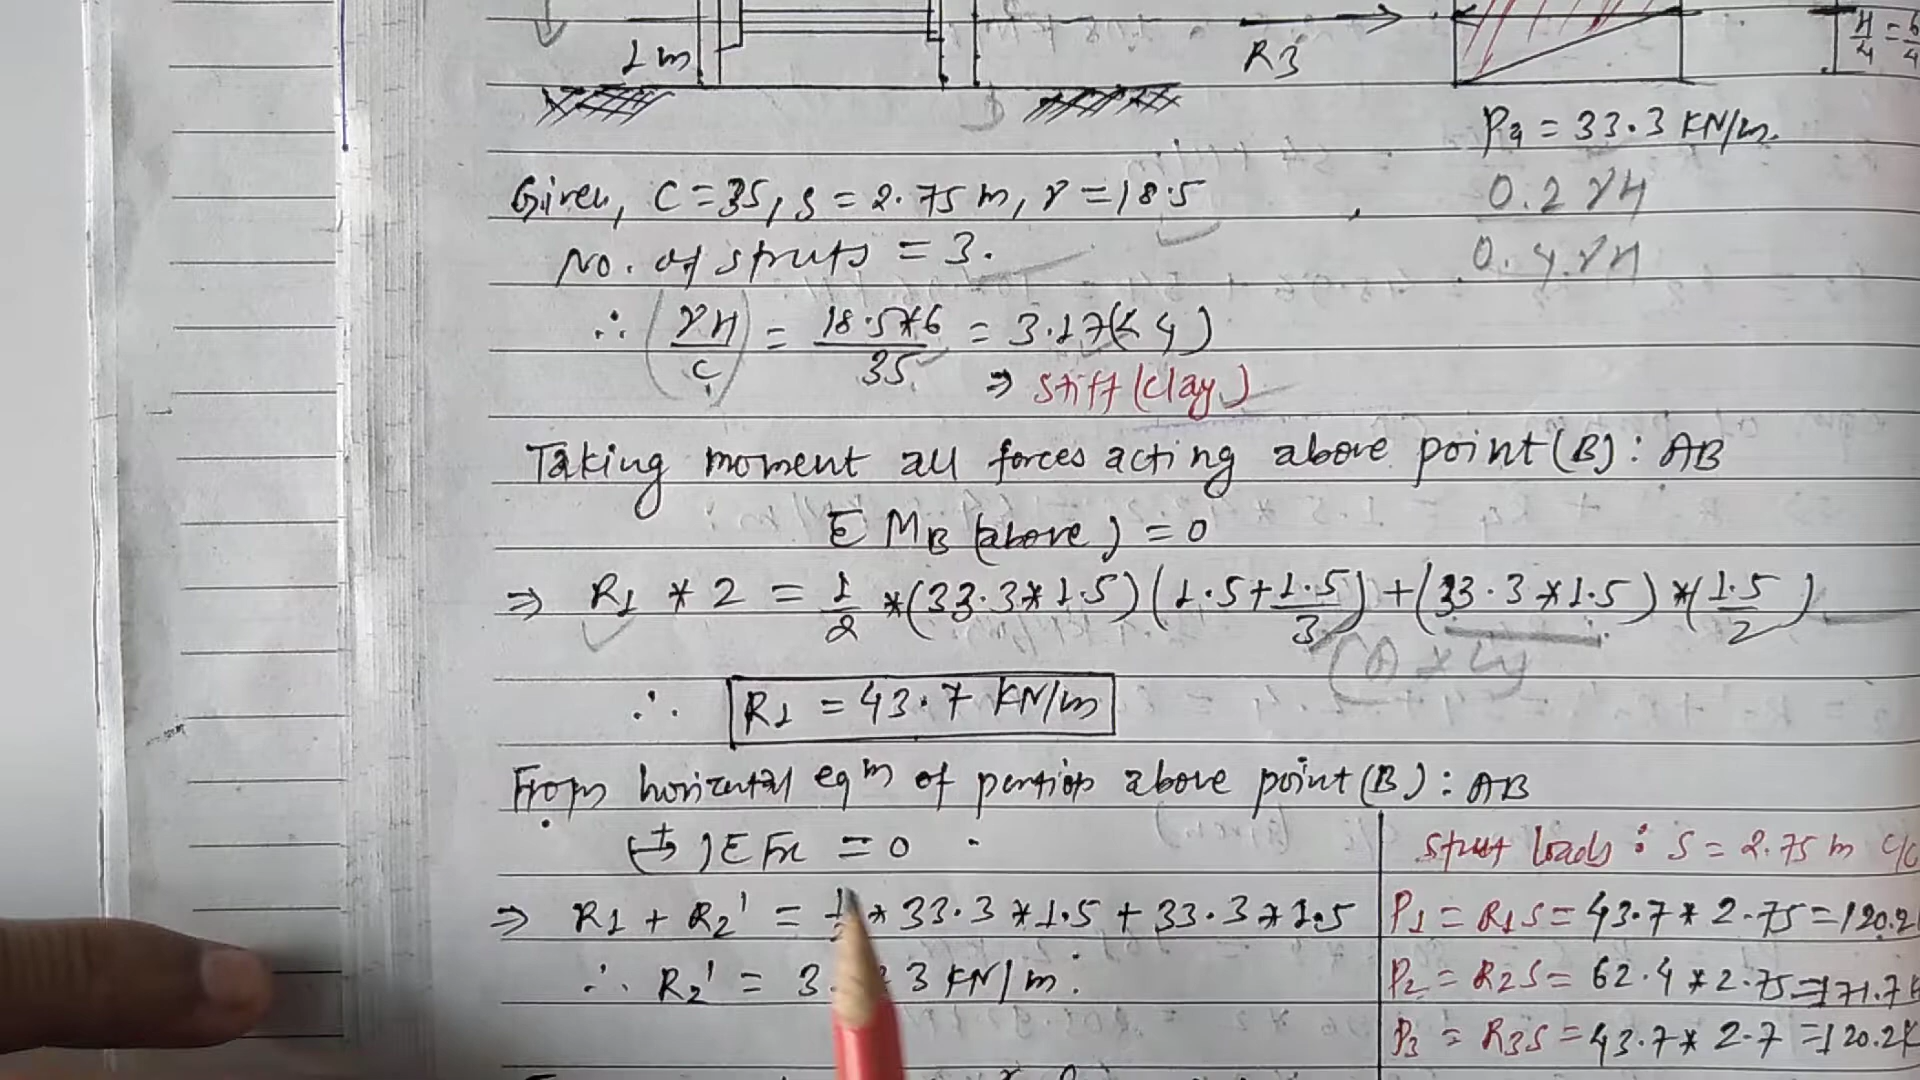 1m
R3
H/4 = 6/4
Pa = 33.3 KN/m.
Given, C = 35, s = 2.75 m, γ = 18.5
0.2 γH
No. of struts = 3.
0.4 γH
∴ (γH/c) = 18.5*6/35 = 3.17 (< 4)
⇒ stiff (clay)
Taking moment all forces acting above point (B) : AB
Σ MB (above) = 0
⇒ R1 * 2 = 1/2 *(33.3*1.5)(1.5+1.5/3)+(33.3*1.5)*(1.5/2)
∴ R1 = 43.7 KN/m
From horizontal eqm of portion above point (B) : AB
(→+) Σ Fx = 0
strut loads : S = 2.75 m c/c
⇒ R1 + R2' = 1/ * 33.3 * 1.5 + 33.3 * 1.5
P1 = R1S = 43.7 * 2.75 = 120.2
∴ R2' = 3 3 KN/m.
P2 = R2S = 62.4 * 2.75 = 171.7 K
P3 = R3S = 43.7 * 2.7 = 120.2 K